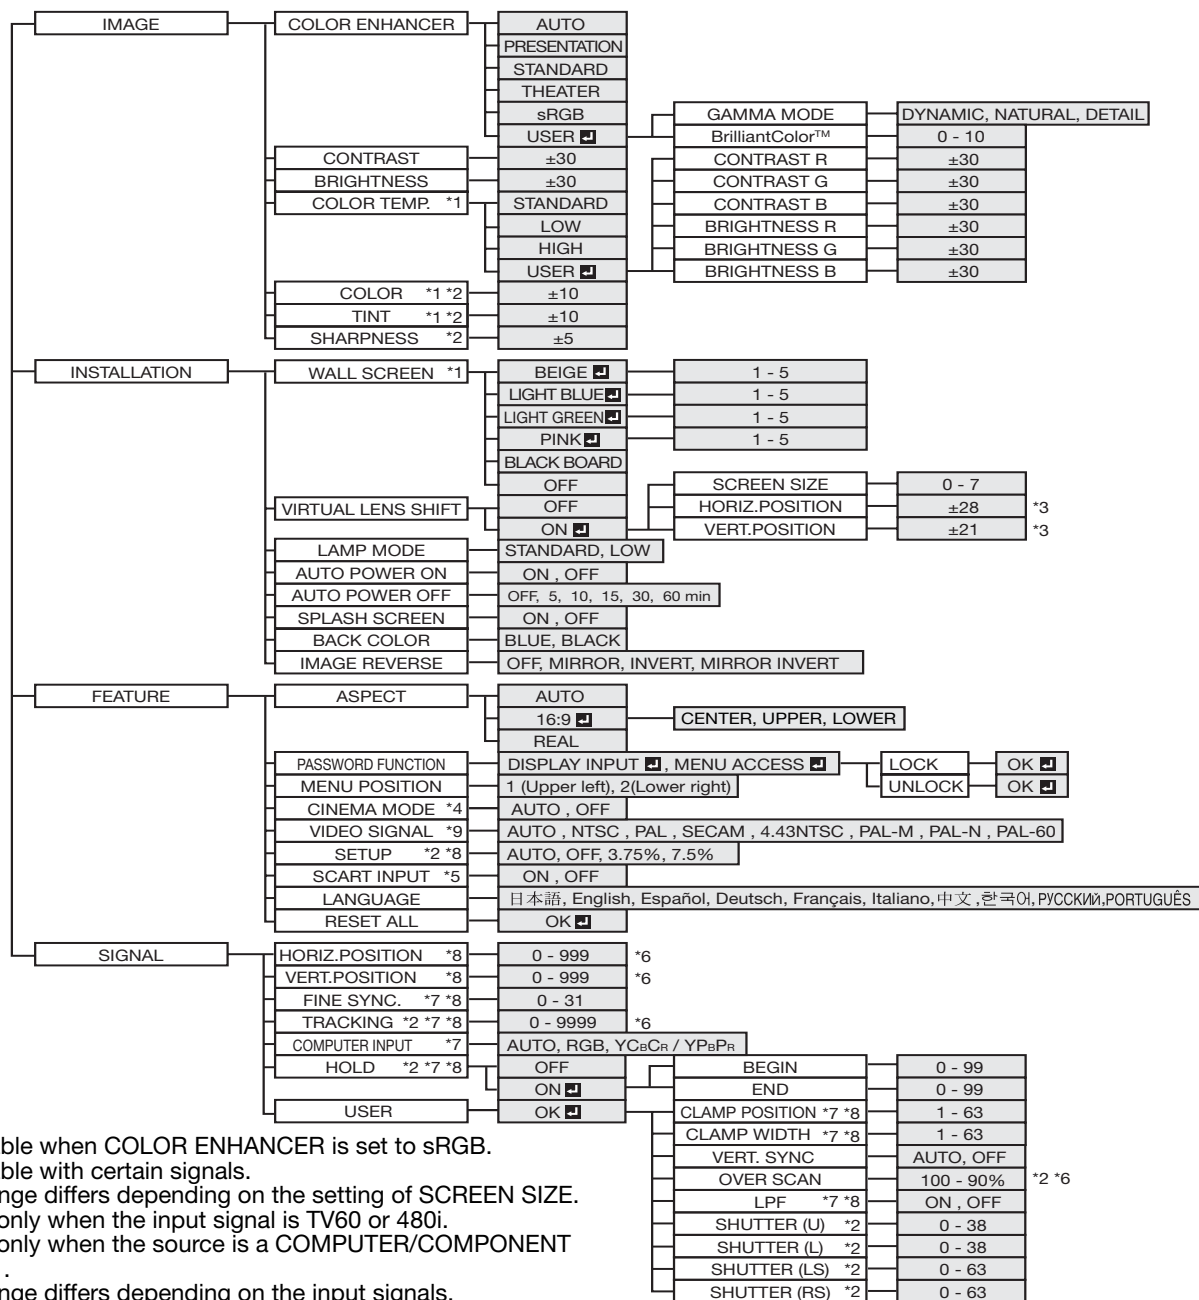 IMAGE COLOR ENHANCER AUTO
PRESENTATION
STANDARD
THEATER
sRGB GAMMA MODE DYNAMIC, NATURAL, DETAIL
USER BrilliantColor™ 0 - 10
CONTRAST ±30 CONTRAST R ±30
BRIGHTNESS ±30 CONTRAST G ±30
COLOR TEMP. *1 STANDARD CONTRAST B ±30
LOW BRIGHTNESS R ±30
HIGH BRIGHTNESS G ±30
USER BRIGHTNESS B ±30
COLOR *1 *2 ±10
TINT *1 *2 ±10
SHARPNESS *2 ±5
INSTALLATION WALL SCREEN *1 BEIGE 1 - 5
LIGHT BLUE 1 - 5
LIGHT GREEN 1 - 5
PINK 1 - 5
BLACK BOARD
OFF SCREEN SIZE 0 - 7
VIRTUAL LENS SHIFT OFF HORIZ.POSITION ±28 *3
ON VERT.POSITION ±21 *3
LAMP MODE STANDARD, LOW
AUTO POWER ON ON , OFF
AUTO POWER OFF OFF, 5, 10, 15, 30, 60 min
SPLASH SCREEN ON , OFF
BACK COLOR BLUE, BLACK
IMAGE REVERSE OFF, MIRROR, INVERT, MIRROR INVERT
FEATURE ASPECT AUTO
16:9 CENTER, UPPER, LOWER
REAL
PASSWORD FUNCTION DISPLAY INPUT , MENU ACCESS LOCK OK
MENU POSITION 1 (Upper left), 2(Lower right) UNLOCK OK
CINEMA MODE *4 AUTO , OFF
VIDEO SIGNAL *9 AUTO , NTSC , PAL , SECAM , 4.43NTSC , PAL-M , PAL-N , PAL-60
SETUP *2 *8 AUTO, OFF, 3.75%, 7.5%
SCART INPUT *5 ON , OFF
LANGUAGE 日本語, English, Español, Deutsch, Français, Italiano,中文 ,한국어, РУССКИЙ,PORTUGUÊS
RESET ALL OK
SIGNAL HORIZ.POSITION *8 0 - 999 *6
VERT.POSITION *8 0 - 999 *6
FINE SYNC. *7 *8 0 - 31
TRACKING *2 *7 *8 0 - 9999 *6
COMPUTER INPUT *7 AUTO, RGB, YCBCR / YPBPR
HOLD *2 *7 *8 OFF BEGIN 0 - 99
ON END 0 - 99
USER OK CLAMP POSITION *7 *8 1 - 63
CLAMP WIDTH *7 *8 1 - 63
VERT. SYNC AUTO, OFF
OVER SCAN 100 - 90% *2 *6
LPF *7 *8 ON , OFF
SHUTTER (U) *2 0 - 38
SHUTTER (L) *2 0 - 38
SHUTTER (LS) *2 0 - 63
SHUTTER (RS) *2 0 - 63
able when COLOR ENHANCER is set to sRGB.
able with certain signals.
nge differs depending on the setting of SCREEN SIZE.
only when the input signal is TV60 or 480i.
only when the source is a COMPUTER/COMPONENT
.
nge differs depending on the input signals.